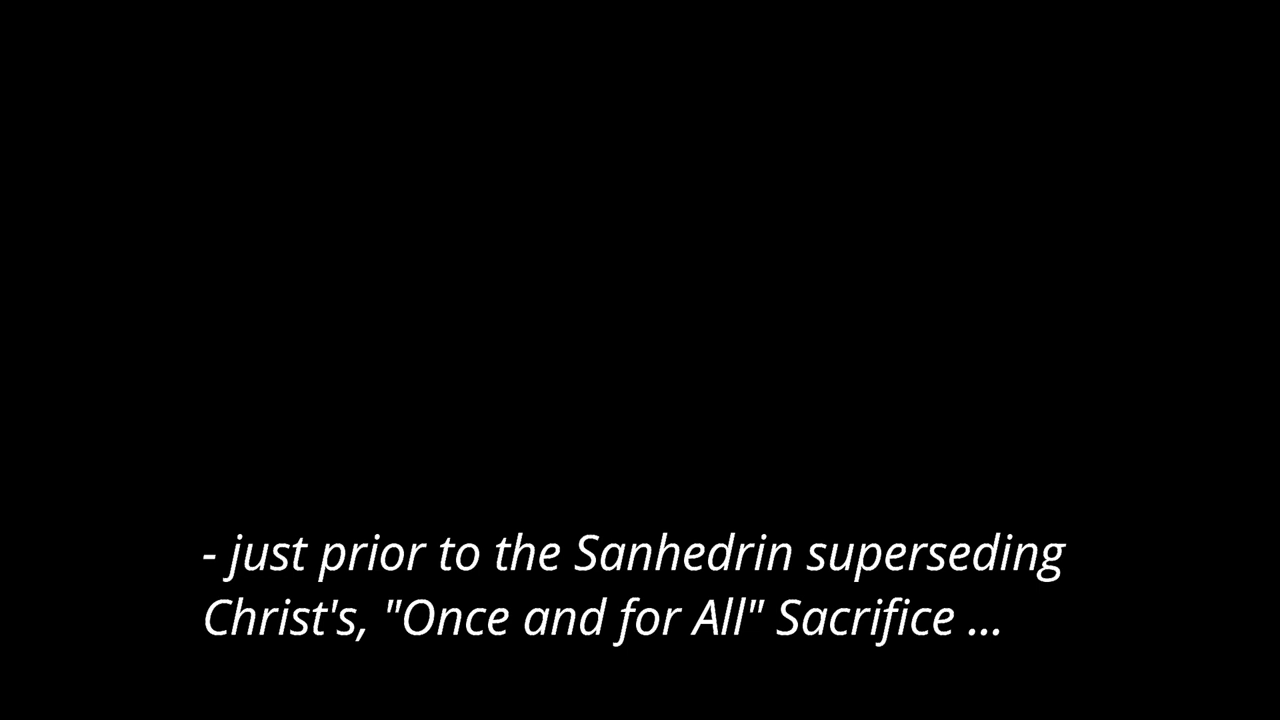 - just prior to the Sanhedrin superseding
Christ's, "Once and for All" Sacrifice ...